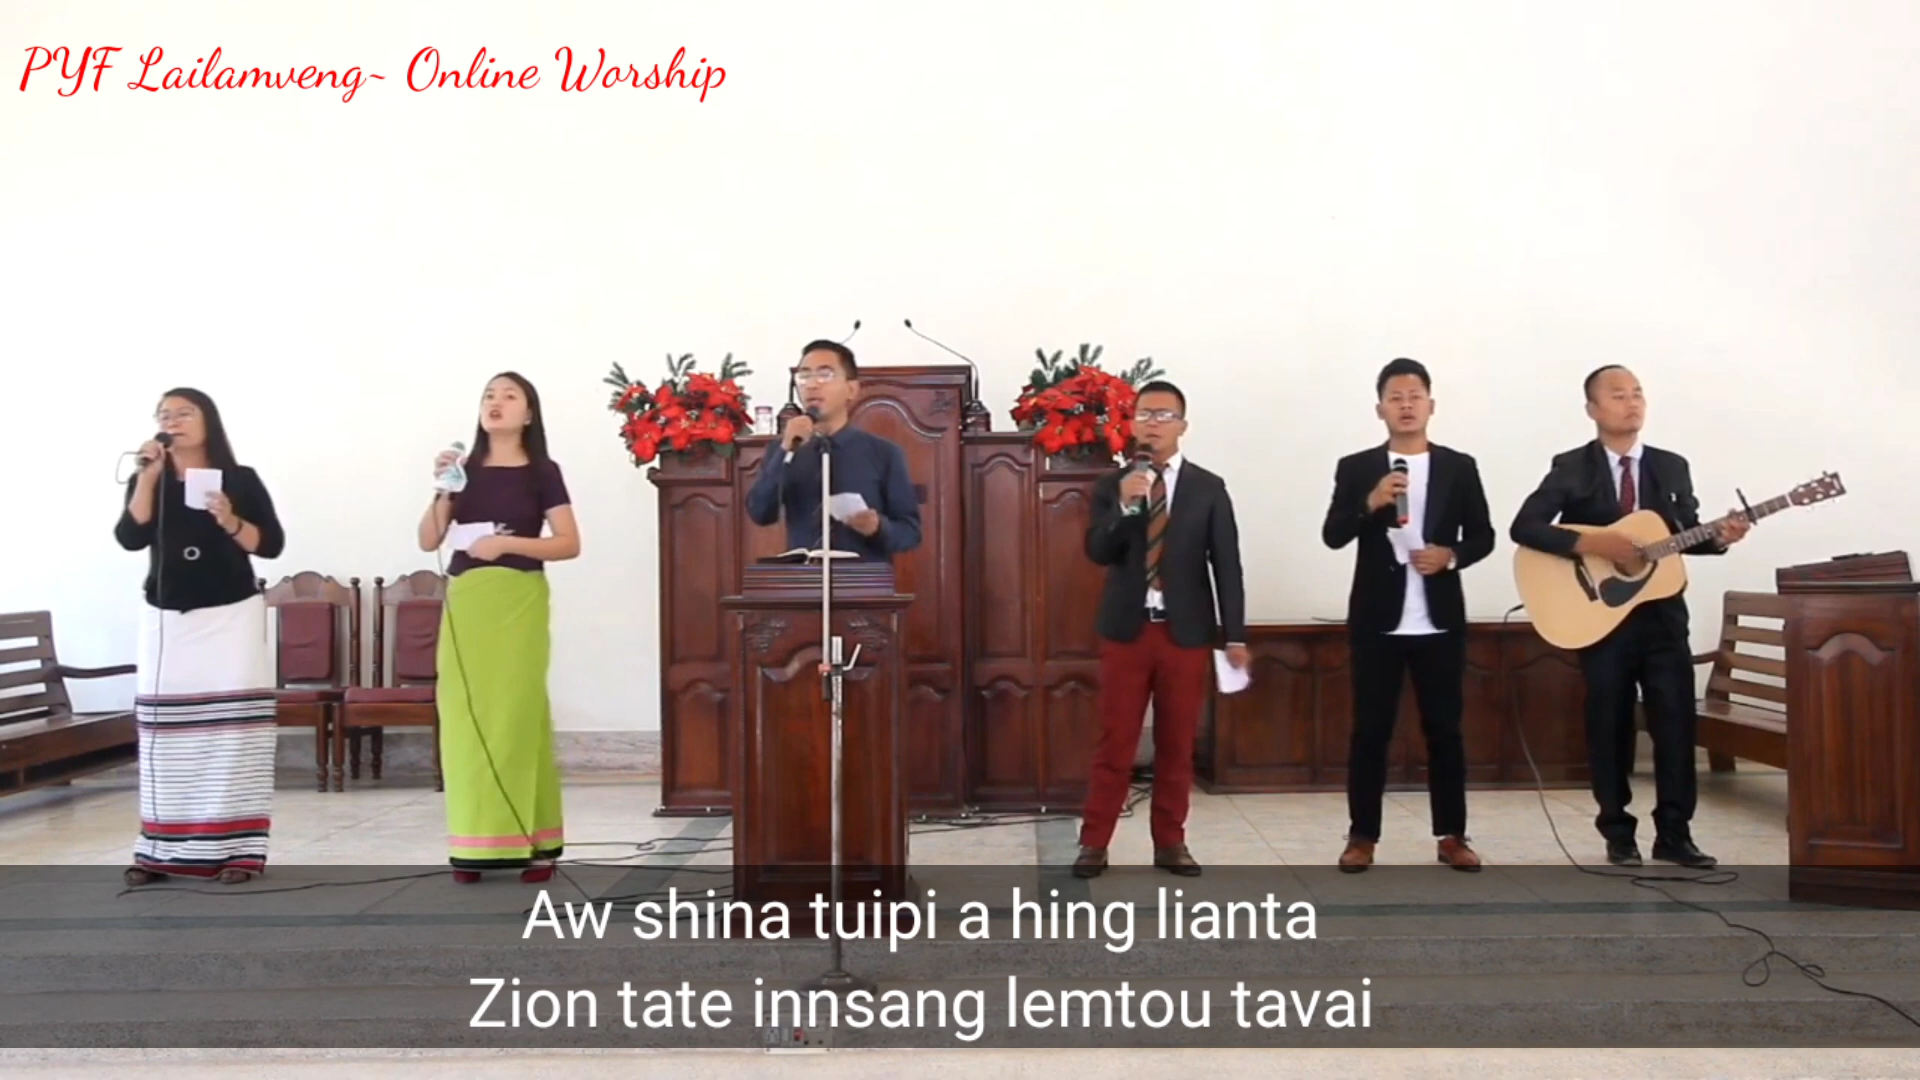 PYF Lailamveng~ Online Worship
Aw shina tuipi a hing lianta
Zion tate innsang lemtou tavai